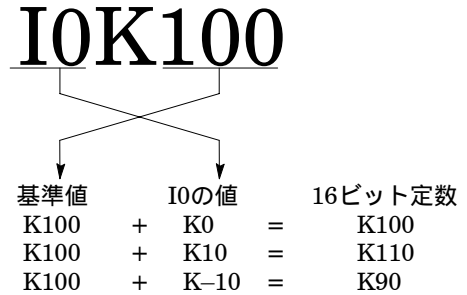 I0K100
基準値 I0の値 16ビット定数
K100 + K0 = K100
K100 + K10 = K110
K100 + K–10 = K90